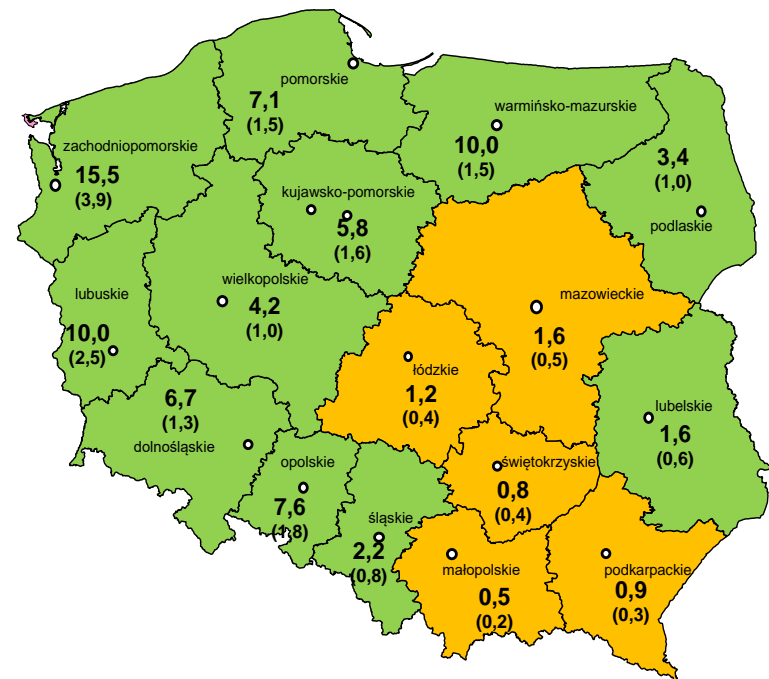 pomorskie
7,1
(1,5)
warmińsko-mazurskie
10,0
(1,5)
zachodniopomorskie
15,5
(3,9)
3,4
(1,0)
podlaskie
kujawsko-pomorskie
5,8
(1,6)
wielkopolskie
4,2
(1,0)
lubuskie
10,0
(2,5)
mazowieckie
1,6
(0,5)
łódzkie
1,2
(0,4)
6,7
(1,3)
dolnośląskie
lubelskie
1,6
(0,6)
opolskie
7,6
(1,8)
świętokrzyskie
0,8
(0,4)
śląskie
2,2
(0,8)
małopolskie
0,5
(0,2)
podkarpackie
0,9
(0,3)